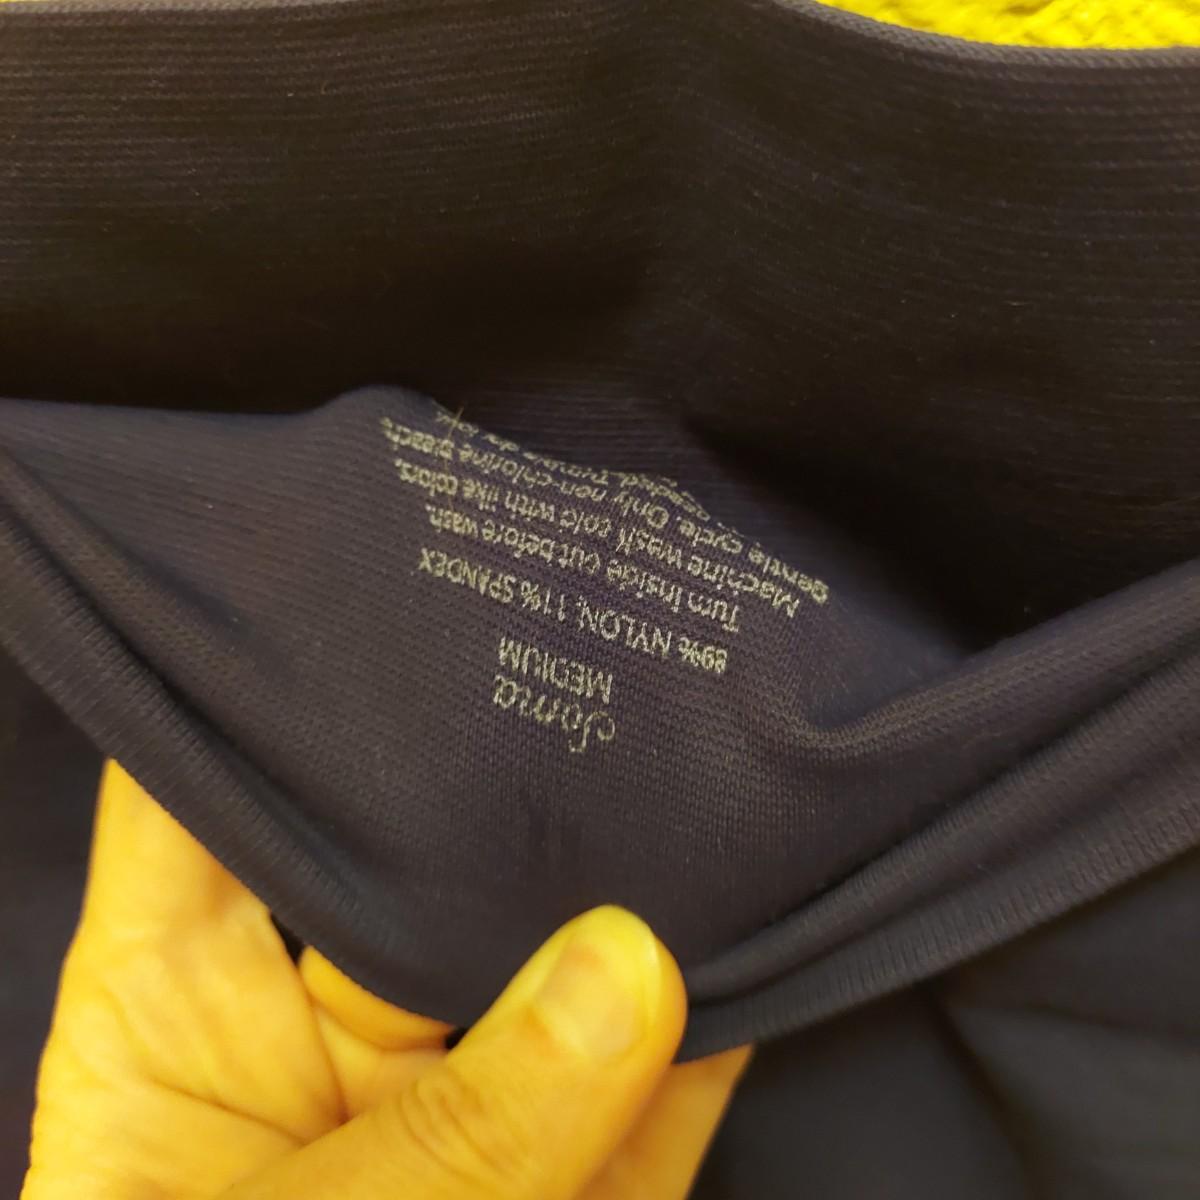 Soma
MEDIUM
89% NYLON, 11% SPANDEX
Turn Inside out before wash.
Machine wash cold with like colors,
gentle cycle. Only non-chlorine Bleach
needed. Tumble dry